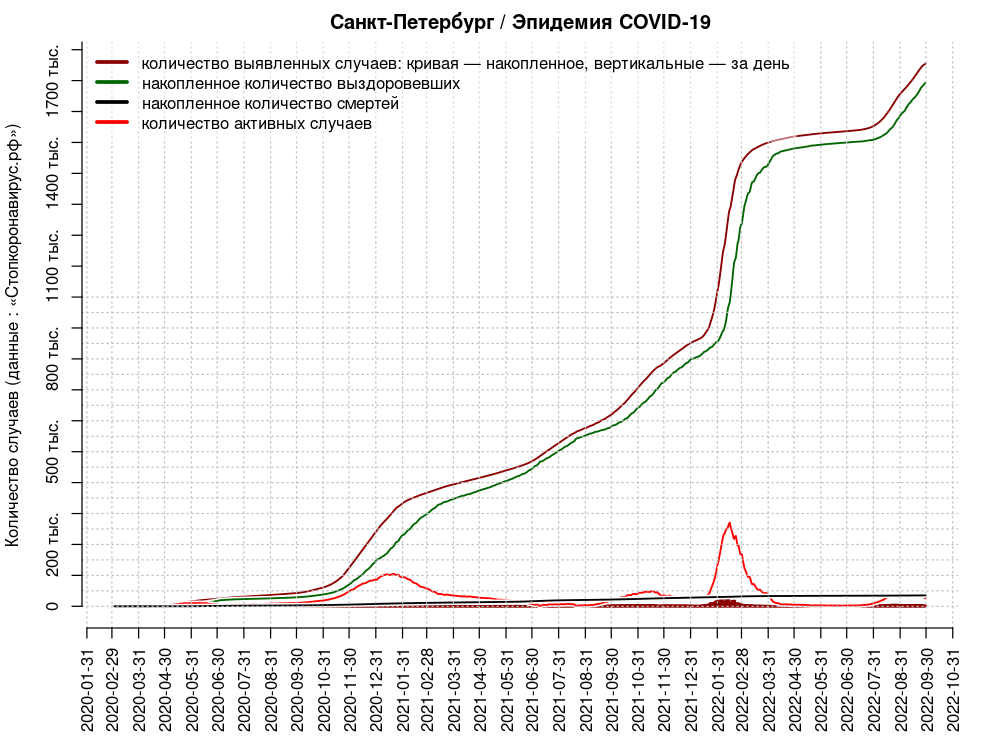 Санкт-Петербург / Эпидемия COVID-19
количество выявленных случаев: кривая — накопленное, вертикальные — за день
накопленное количество выздоровевших
накопленное количество смертей
количество активных случаев
Количество случаев (данные : «Стопкоронавирус.рф»)
1700 тыс.
1400 тыс.
1100 тыс.
800 тыс.
500 тыс.
200 тыс.
0
2020-01-31
2020-02-29
2020-03-31
2020-04-30
2020-05-31
2020-06-30
2020-07-31
2020-08-31
2020-09-30
2020-10-31
2020-11-30
2020-12-31
2021-01-31
2021-02-28
2021-03-31
2021-04-30
2021-05-31
2021-06-30
2021-07-31
2021-08-31
2021-09-30
2021-10-31
2021-11-30
2021-12-31
2022-01-31
2022-02-28
2022-03-31
2022-04-30
2022-05-31
2022-06-30
2022-07-31
2022-08-31
2022-09-30
2022-10-31